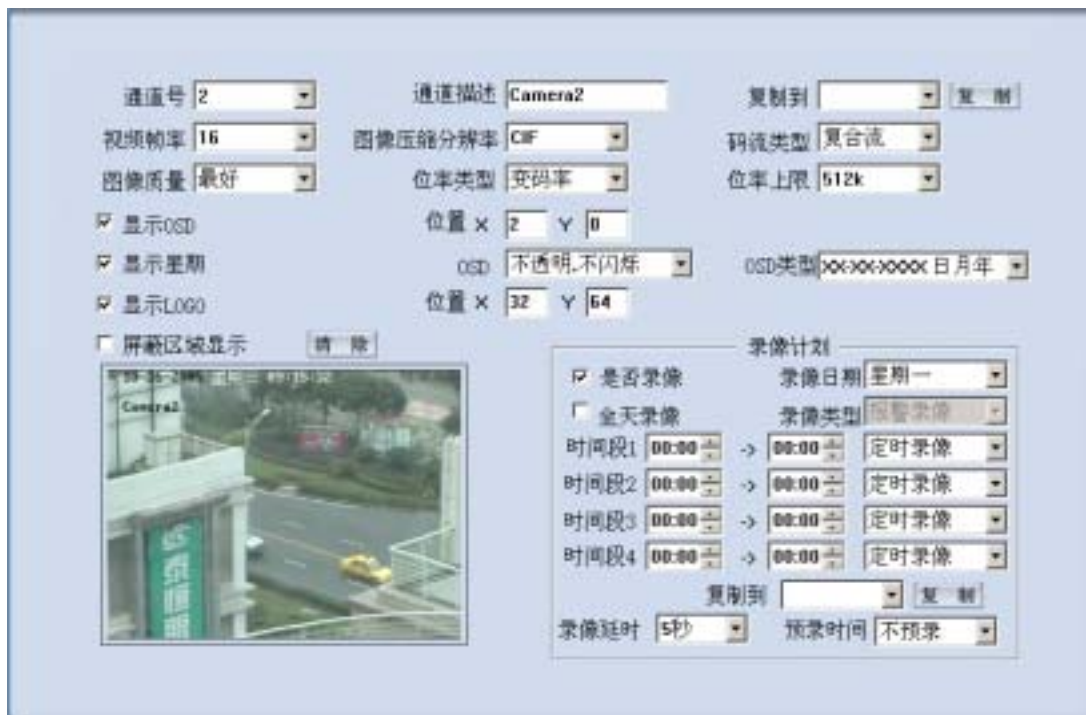 通道号 2 通道描述 Camera2 复制到 复 制
视频帧率 16 图像压缩分辨率 CIF 码流类型 复合流
图像质量 最好 位率类型 变码率 位率上限 512k
显示OSD 位置 X 2 Y 0
显示星期 OSD 不透明,不闪烁 OSD类型 XX-XX-XXXX 日月年
显示LOGO 位置 X 32 Y 64
屏蔽区域显示 清 除
Camera2
录像计划
是否录像 录像日期 星期一
全天录像 录像类型 报警录像
时间段1 00:00 -> 00:00 定时录像
时间段2 00:00 -> 00:00 定时录像
时间段3 00:00 -> 00:00 定时录像
时间段4 00:00 -> 00:00 定时录像
复制到 复 制
录像延时 5秒 预录时间 不预录